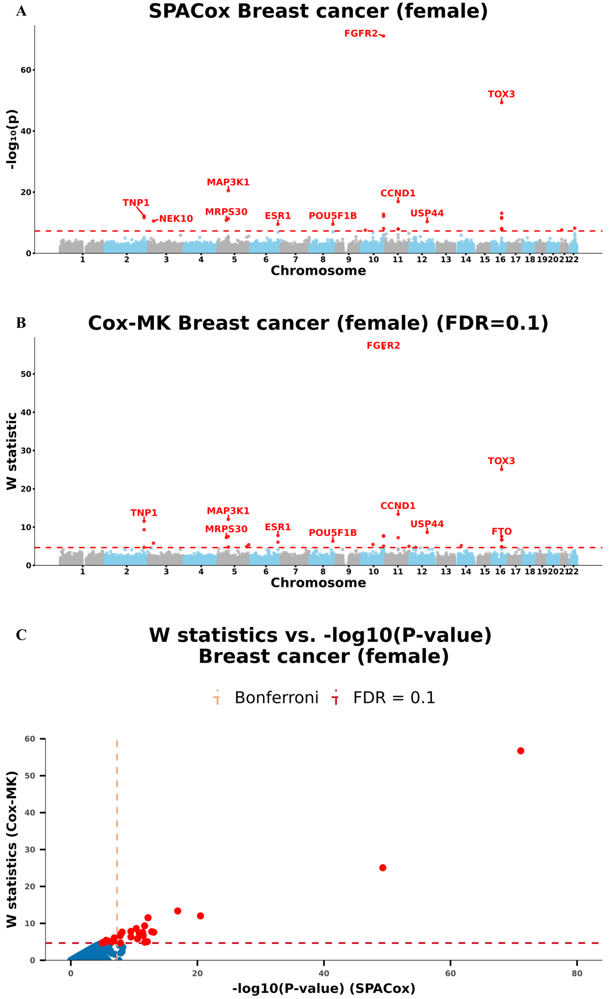 A
SPACox Breast cancer (female)
FGFR2
TOX3
MAP3K1
CCND1
TNP1
MRPS30
NEK10
ESR1
POU5F1B
USP44
-log₁₀(p)
60
40
20
0
1 2 3 4 5 6 7 8 9 10 11 12 13 14 15 16 17 18 19 20 21 22
Chromosome
B
Cox-MK Breast cancer (female) (FDR=0.1)
FGFR2
TOX3
CCND1
TNP1
MAP3K1
MRPS30
ESR1
POU5F1B
USP44
FTO
W statistic
50
40
30
20
10
0
1 2 3 4 5 6 7 8 9 10 11 12 13 14 15 16 17 18 19 20 21 22
Chromosome
C
W statistics vs. -log10(P-value)
Breast cancer (female)
Bonferroni FDR = 0.1
W statistics (Cox-MK)
60
50
40
30
20
10
0
0 20 40 60 80
-log10(P-value) (SPACox)